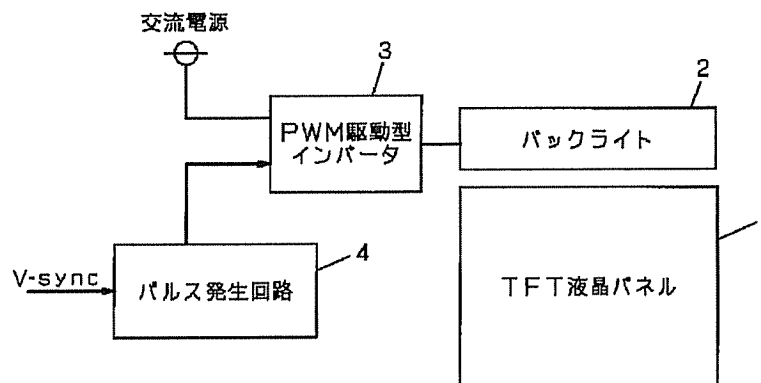 交流電源
3
2
PWM駆動型
インバータ
バックライト
V-sync
パルス発生回路
4
TFT液晶パネル